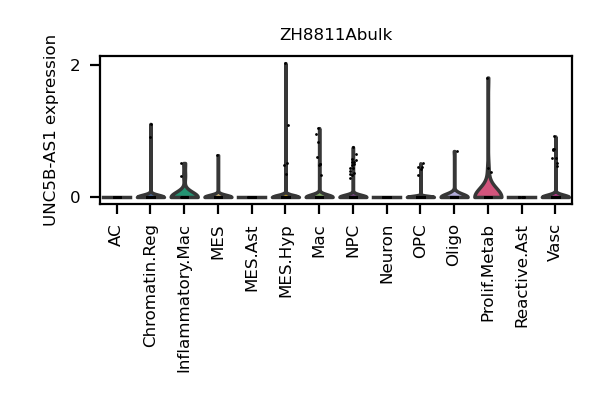 ZH8811Abulk
UNC5B-AS1 expression
2
0
AC
Chromatin.Reg
Inflammatory.Mac
MES
MES.Ast
MES.Hyp
Mac
NPC
Neuron
OPC
Oligo
Prolif.Metab
Reactive.Ast
Vasc